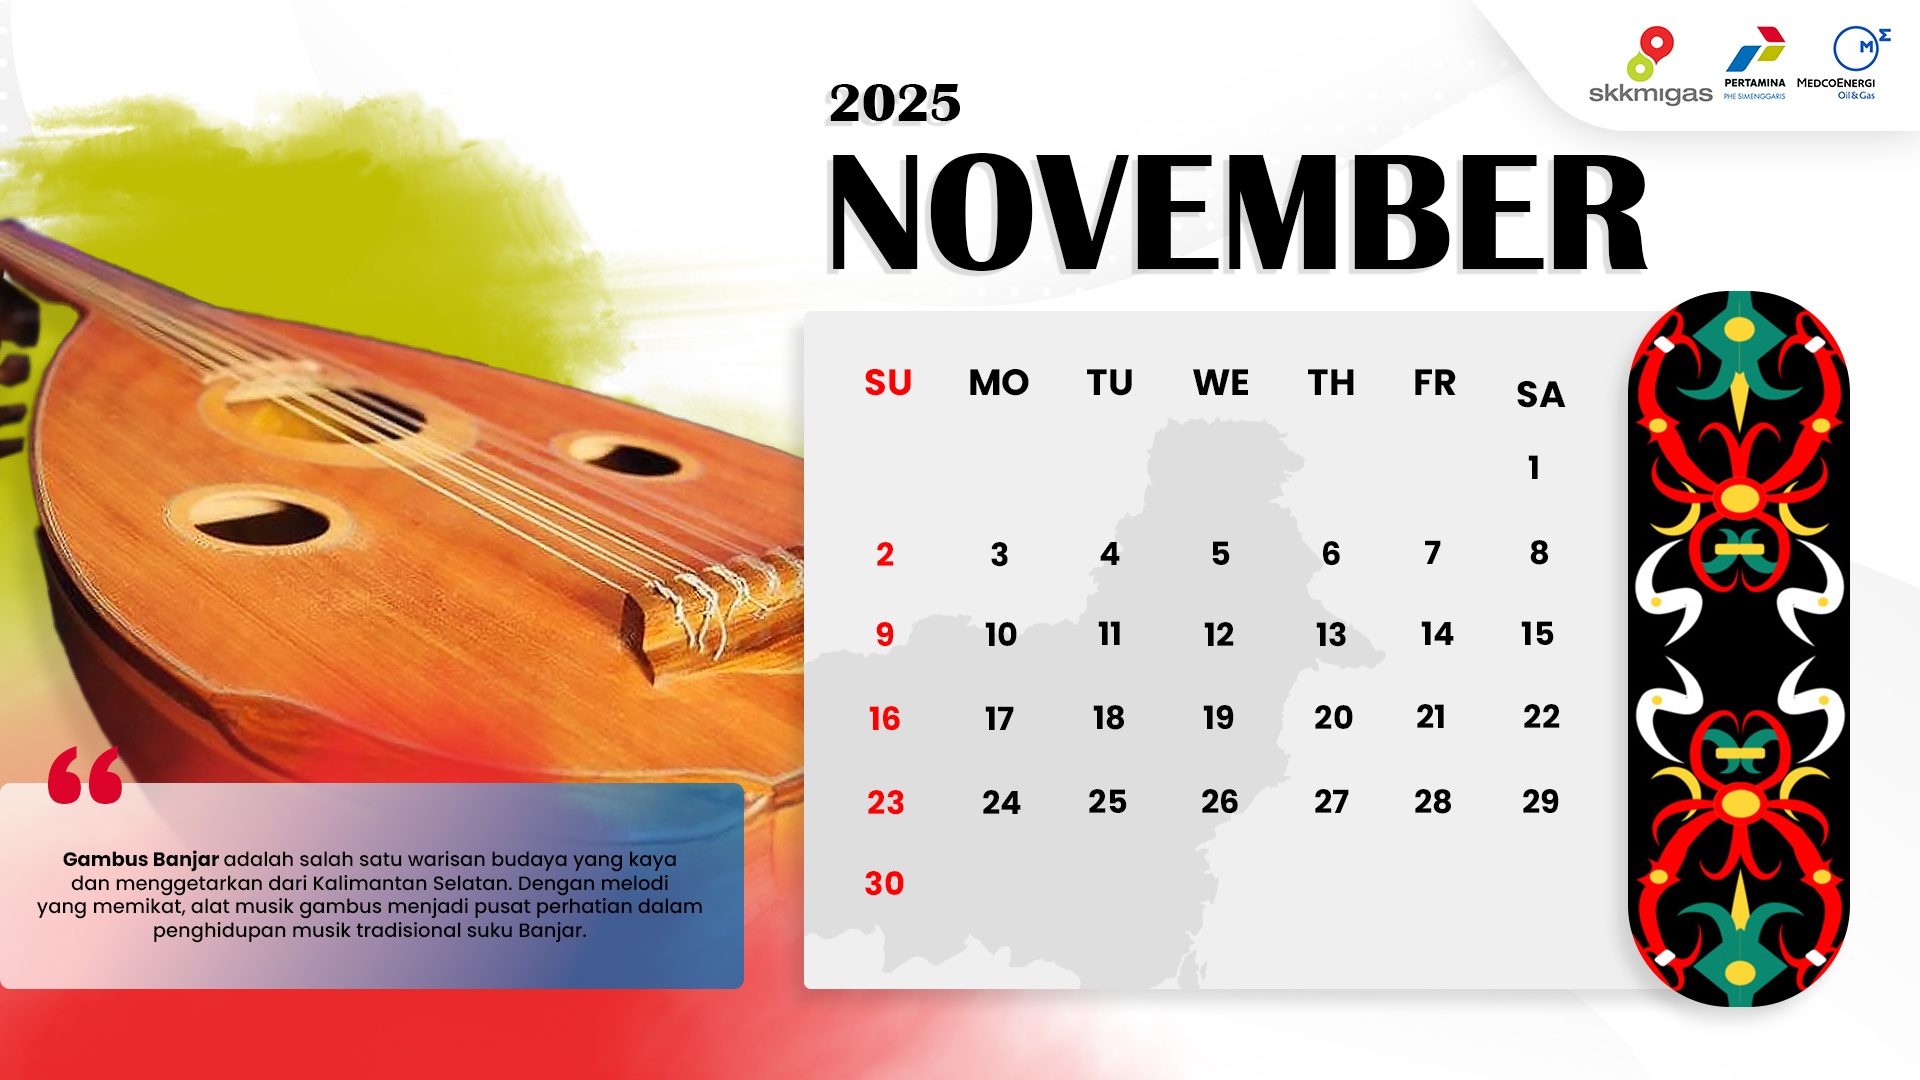 skkmigas
PERTAMINA
PHE SIMENGGARIS
MEDCOENERGI
Oil & Gas
2025
NOVEMBER
SU MO TU WE TH FR SA
1
2 3 4 5 6 7 8
9 10 11 12 13 14 15
16 17 18 19 20 21 22
23 24 25 26 27 28 29
30
“
Gambus Banjar adalah salah satu warisan budaya yang kaya
dan menggetarkan dari Kalimantan Selatan. Dengan melodi
yang memikat, alat musik gambus menjadi pusat perhatian dalam
penghidupan musik tradisional suku Banjar.